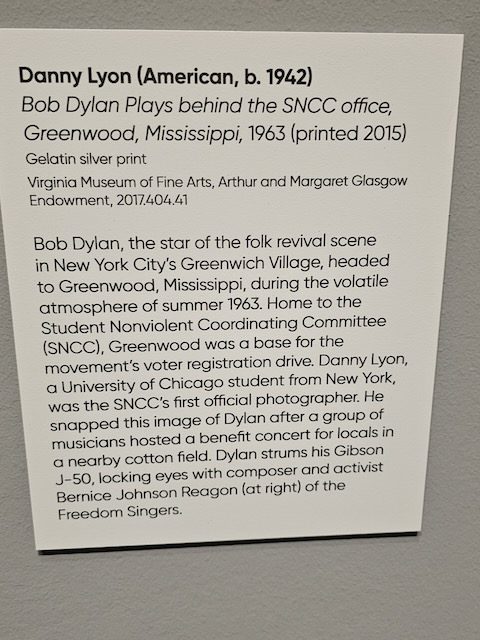 Danny Lyon (American, b. 1942)
Bob Dylan Plays behind the SNCC office,
Greenwood, Mississippi, 1963 (printed 2015)
Gelatin silver print
Virginia Museum of Fine Arts, Arthur and Margaret Glasgow
Endowment, 2017.404.41
Bob Dylan, the star of the folk revival scene
in New York City's Greenwich Village, headed
to Greenwood, Mississippi, during the volatile
atmosphere of summer 1963. Home to the
Student Nonviolent Coordinating Committee
(SNCC), Greenwood was a base for the
movement's voter registration drive. Danny Lyon,
a University of Chicago student from New York,
was the SNCC's first official photographer. He
snapped this image of Dylan after a group of
musicians hosted a benefit concert for locals in
a nearby cotton field. Dylan strums his Gibson
J-50, locking eyes with composer and activist
Bernice Johnson Reagon (at right) of the
Freedom Singers.